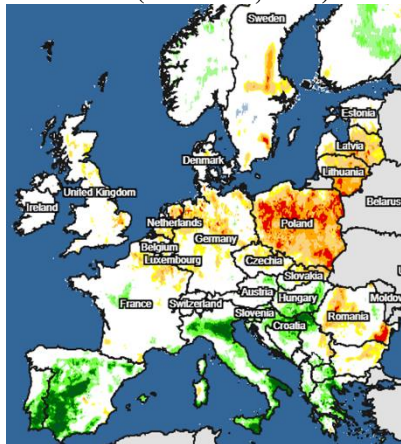 Sweden
Estonia
Latvia
Lithuania
Denmark
Belarus
Ireland
United Kingdom
Netherlands
Poland
Belgium
Germany
Luxembourg
Czechia
Slovakia
Austria
Hungary
Moldov
France
Switzerland
Slovenia
Romania
Croatia